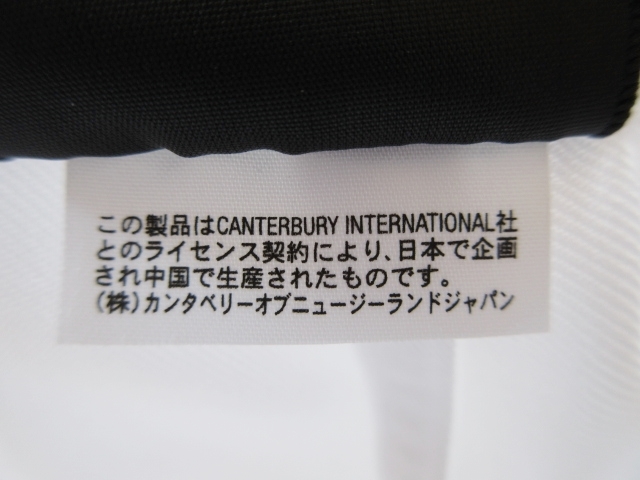 この製品はCANTERBURY INTERNATIONAL社
とのライセンス契約により、日本で企画
され中国で生産されたものです。
(株)カンタベリーオブニュージーランドジャパン